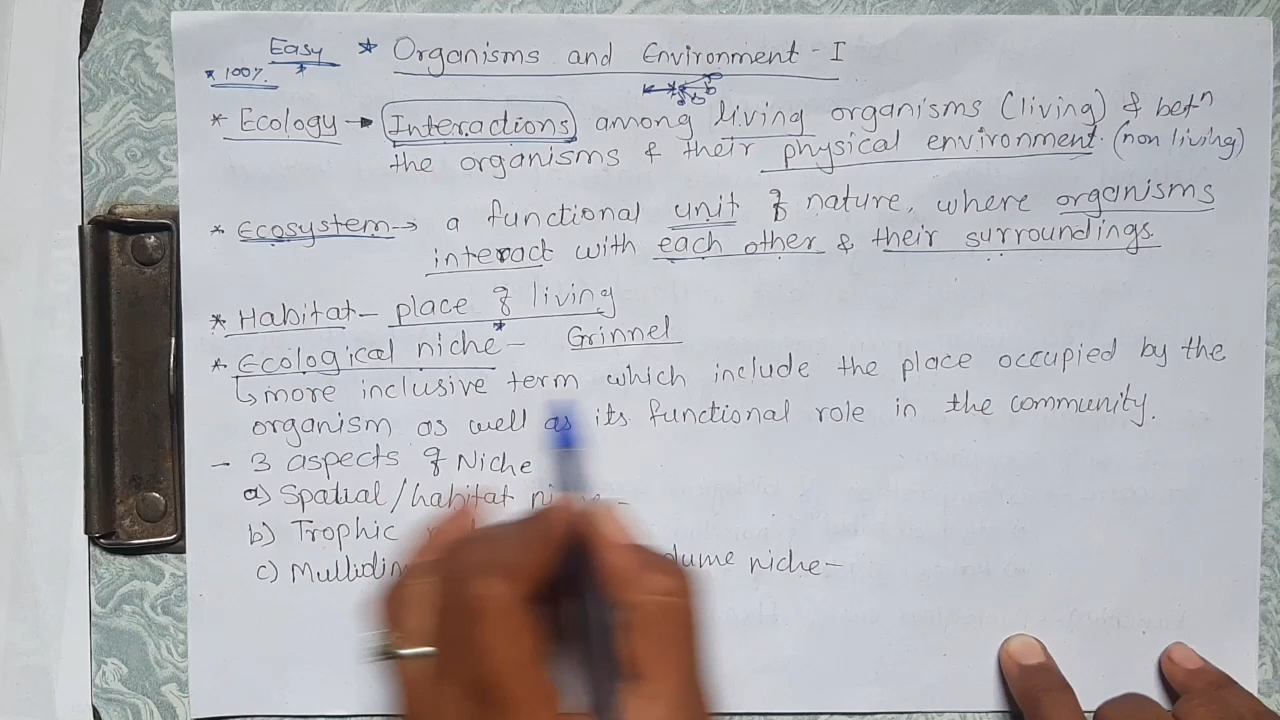 Easy * Organisms and Environment - I
* 100%.
* Ecology → Interactions among living organisms (living) & betⁿ
the organisms & their physical environment. (non living)
* Ecosystem → a functional unit of nature, where organisms
interact with each other & their surroundings.
* Habitat - place of living
* Ecological niche* - Grinnel
↳ more inclusive term which include the place occupied by the
organism as well as its functional role in the community.
- 3 aspects of Niche
a) Spatial/habitat
b) Trophic
c) niche -